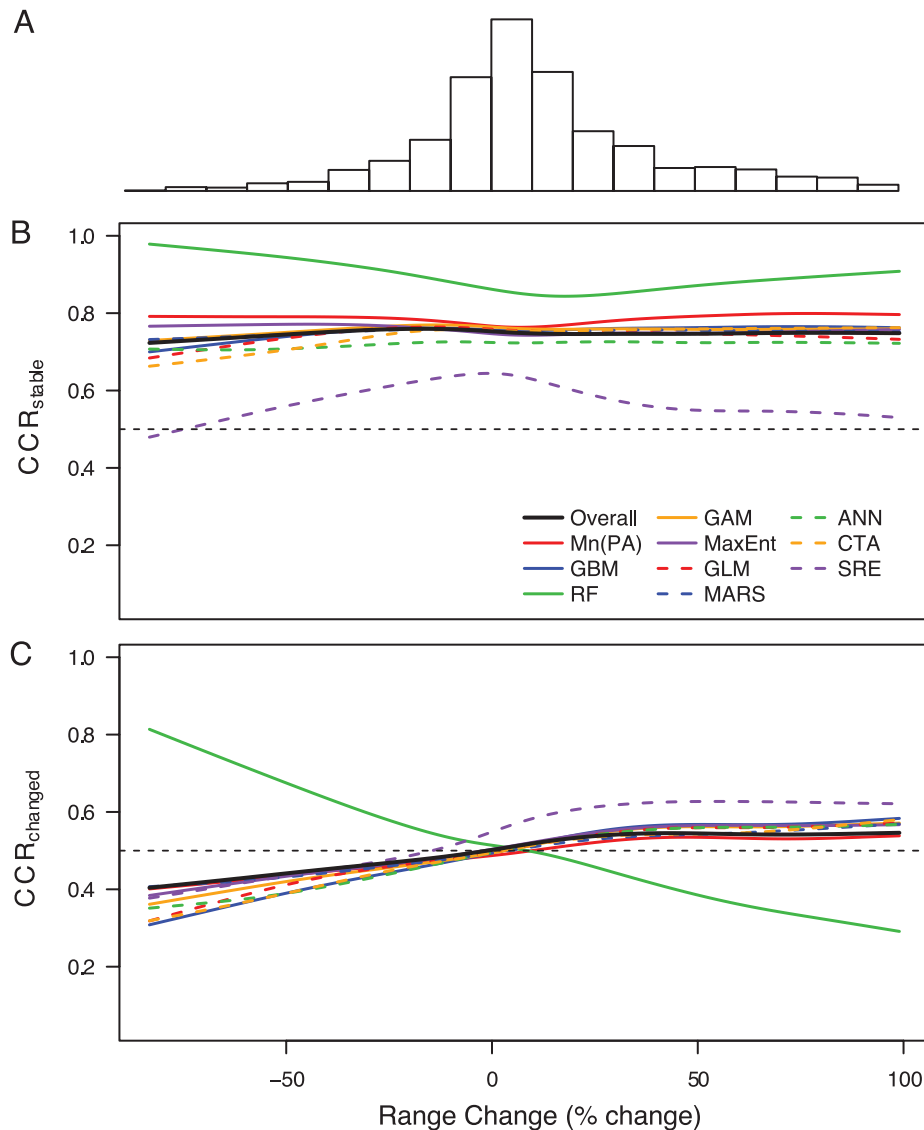 A
B
1.0
0.8
0.6
0.4
0.2
CCRstable
Overall
Mn(PA)
GBM
RF
GAM
MaxEnt
GLM
MARS
ANN
CTA
SRE
C
1.0
0.8
0.6
0.4
0.2
CCRchanged
−50 0 50 100
Range Change (% change)